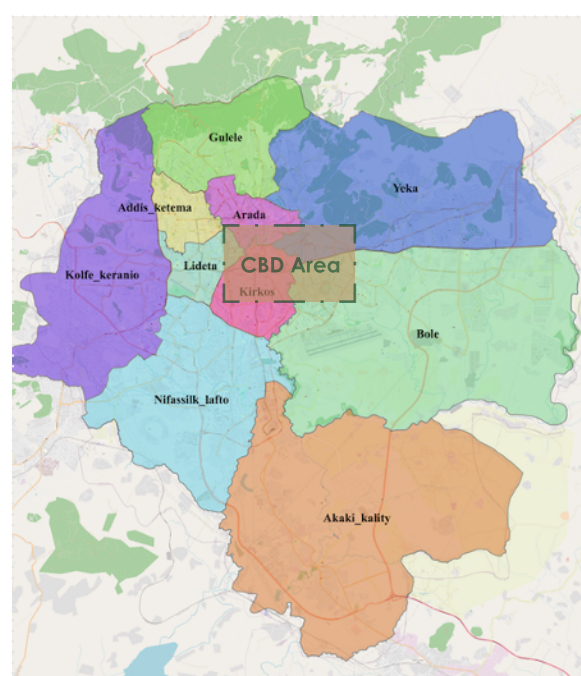 Gulele
Yeka
Addis_ketema
Arada
CBD Area
Lideta
Kolfe_keranio
Kirkos
Bole
Nifassilk_lafto
Akaki_kality